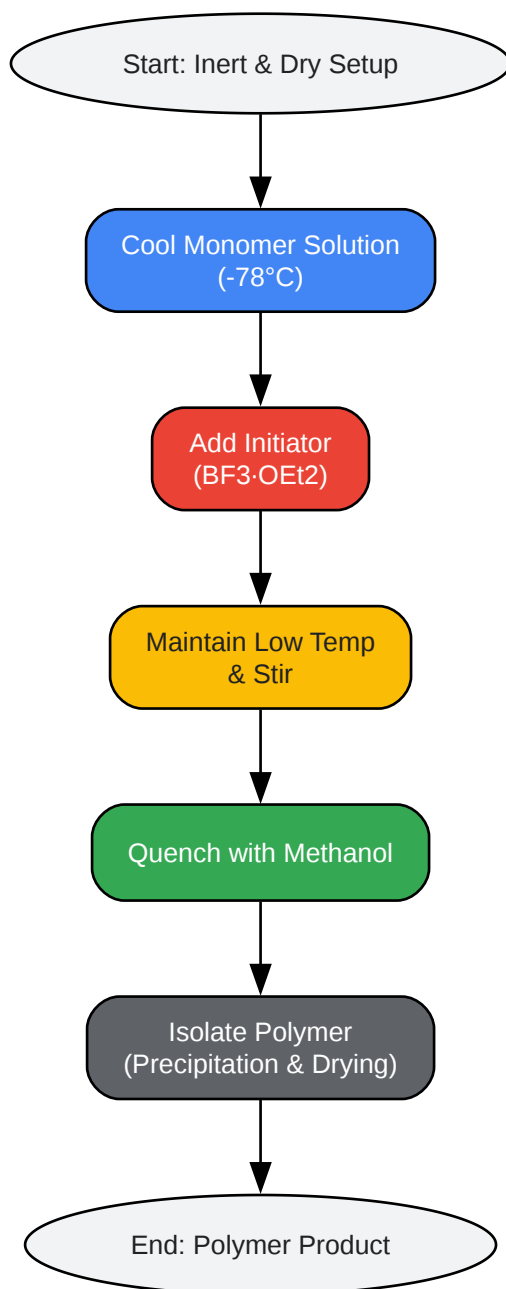 Start: Inert & Dry Setup
Cool Monomer Solution
(-78°C)
Add Initiator
(BF3·OEt2)
Maintain Low Temp
& Stir
Quench with Methanol
Isolate Polymer
(Precipitation & Drying)
End: Polymer Product